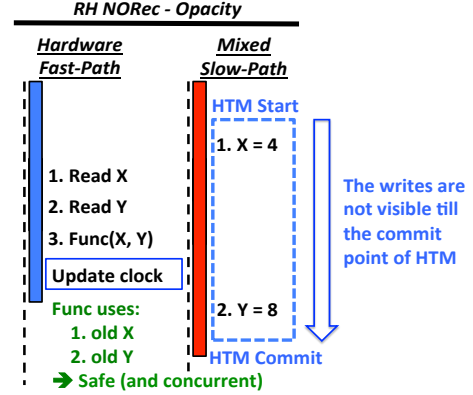 RH NORec - Opacity
Hardware
Fast-Path
Mixed
Slow-Path
HTM Start
1. X = 4
1. Read X
2. Read Y
3. Func(X, Y)
Update clock
The writes are
not visible till
the commit
point of HTM
Func uses:
1. old X
2. old Y
➔ Safe (and concurrent)
2. Y = 8
HTM Commit